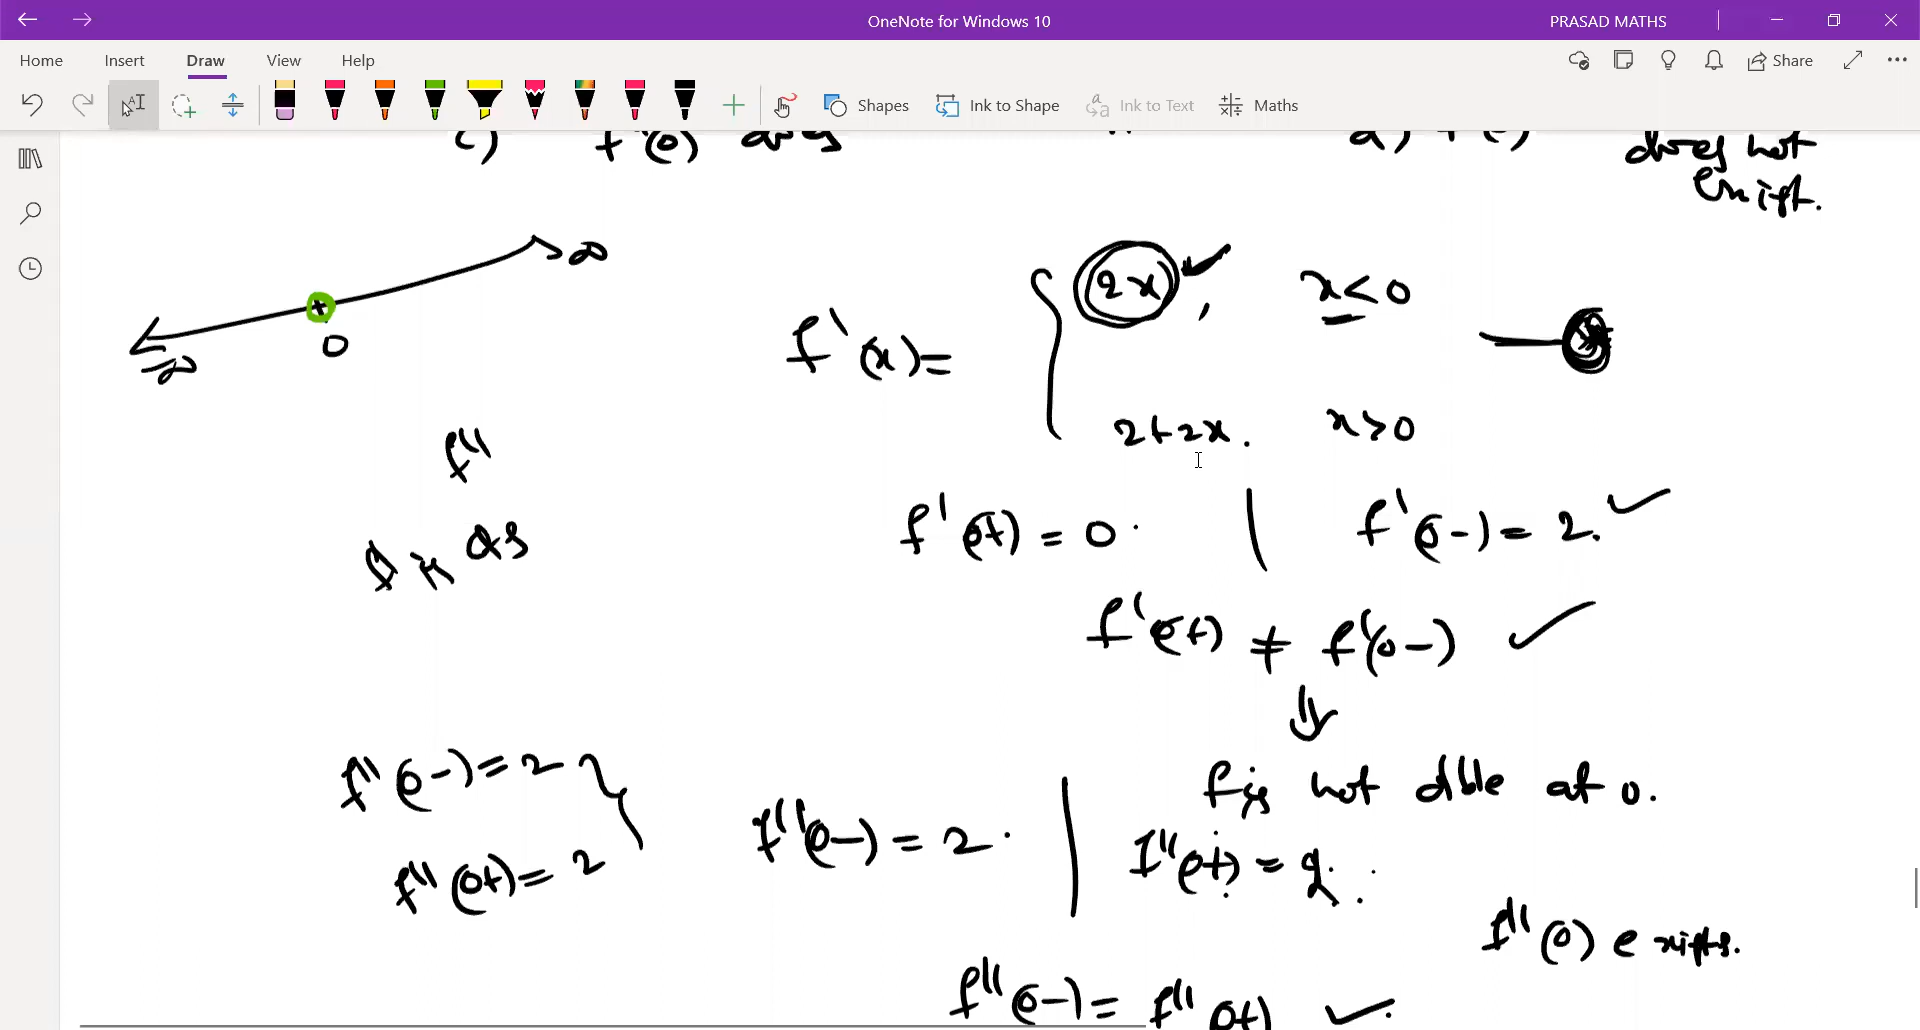 OneNote for Windows 10
PRASAD MATHS
Home Insert Draw View Help
Share
Shapes Ink to Shape Ink to Text Maths
c) f'(0) does
does not
exist.
∞
-∞
0
f'(x)= { 2x, x<0
2+2x. x>0
f''
f'(0+) = 0. | f'(0-) = 2.
f'(0+) ≠ f'(0-)
⇓
f is not dble at 0.
f''(0-) = 2
f''(0+) = 2
f''(0-) = 2. | f''(0+) = 2.
f''(0) exists.
f''(0-) = f''(0+)